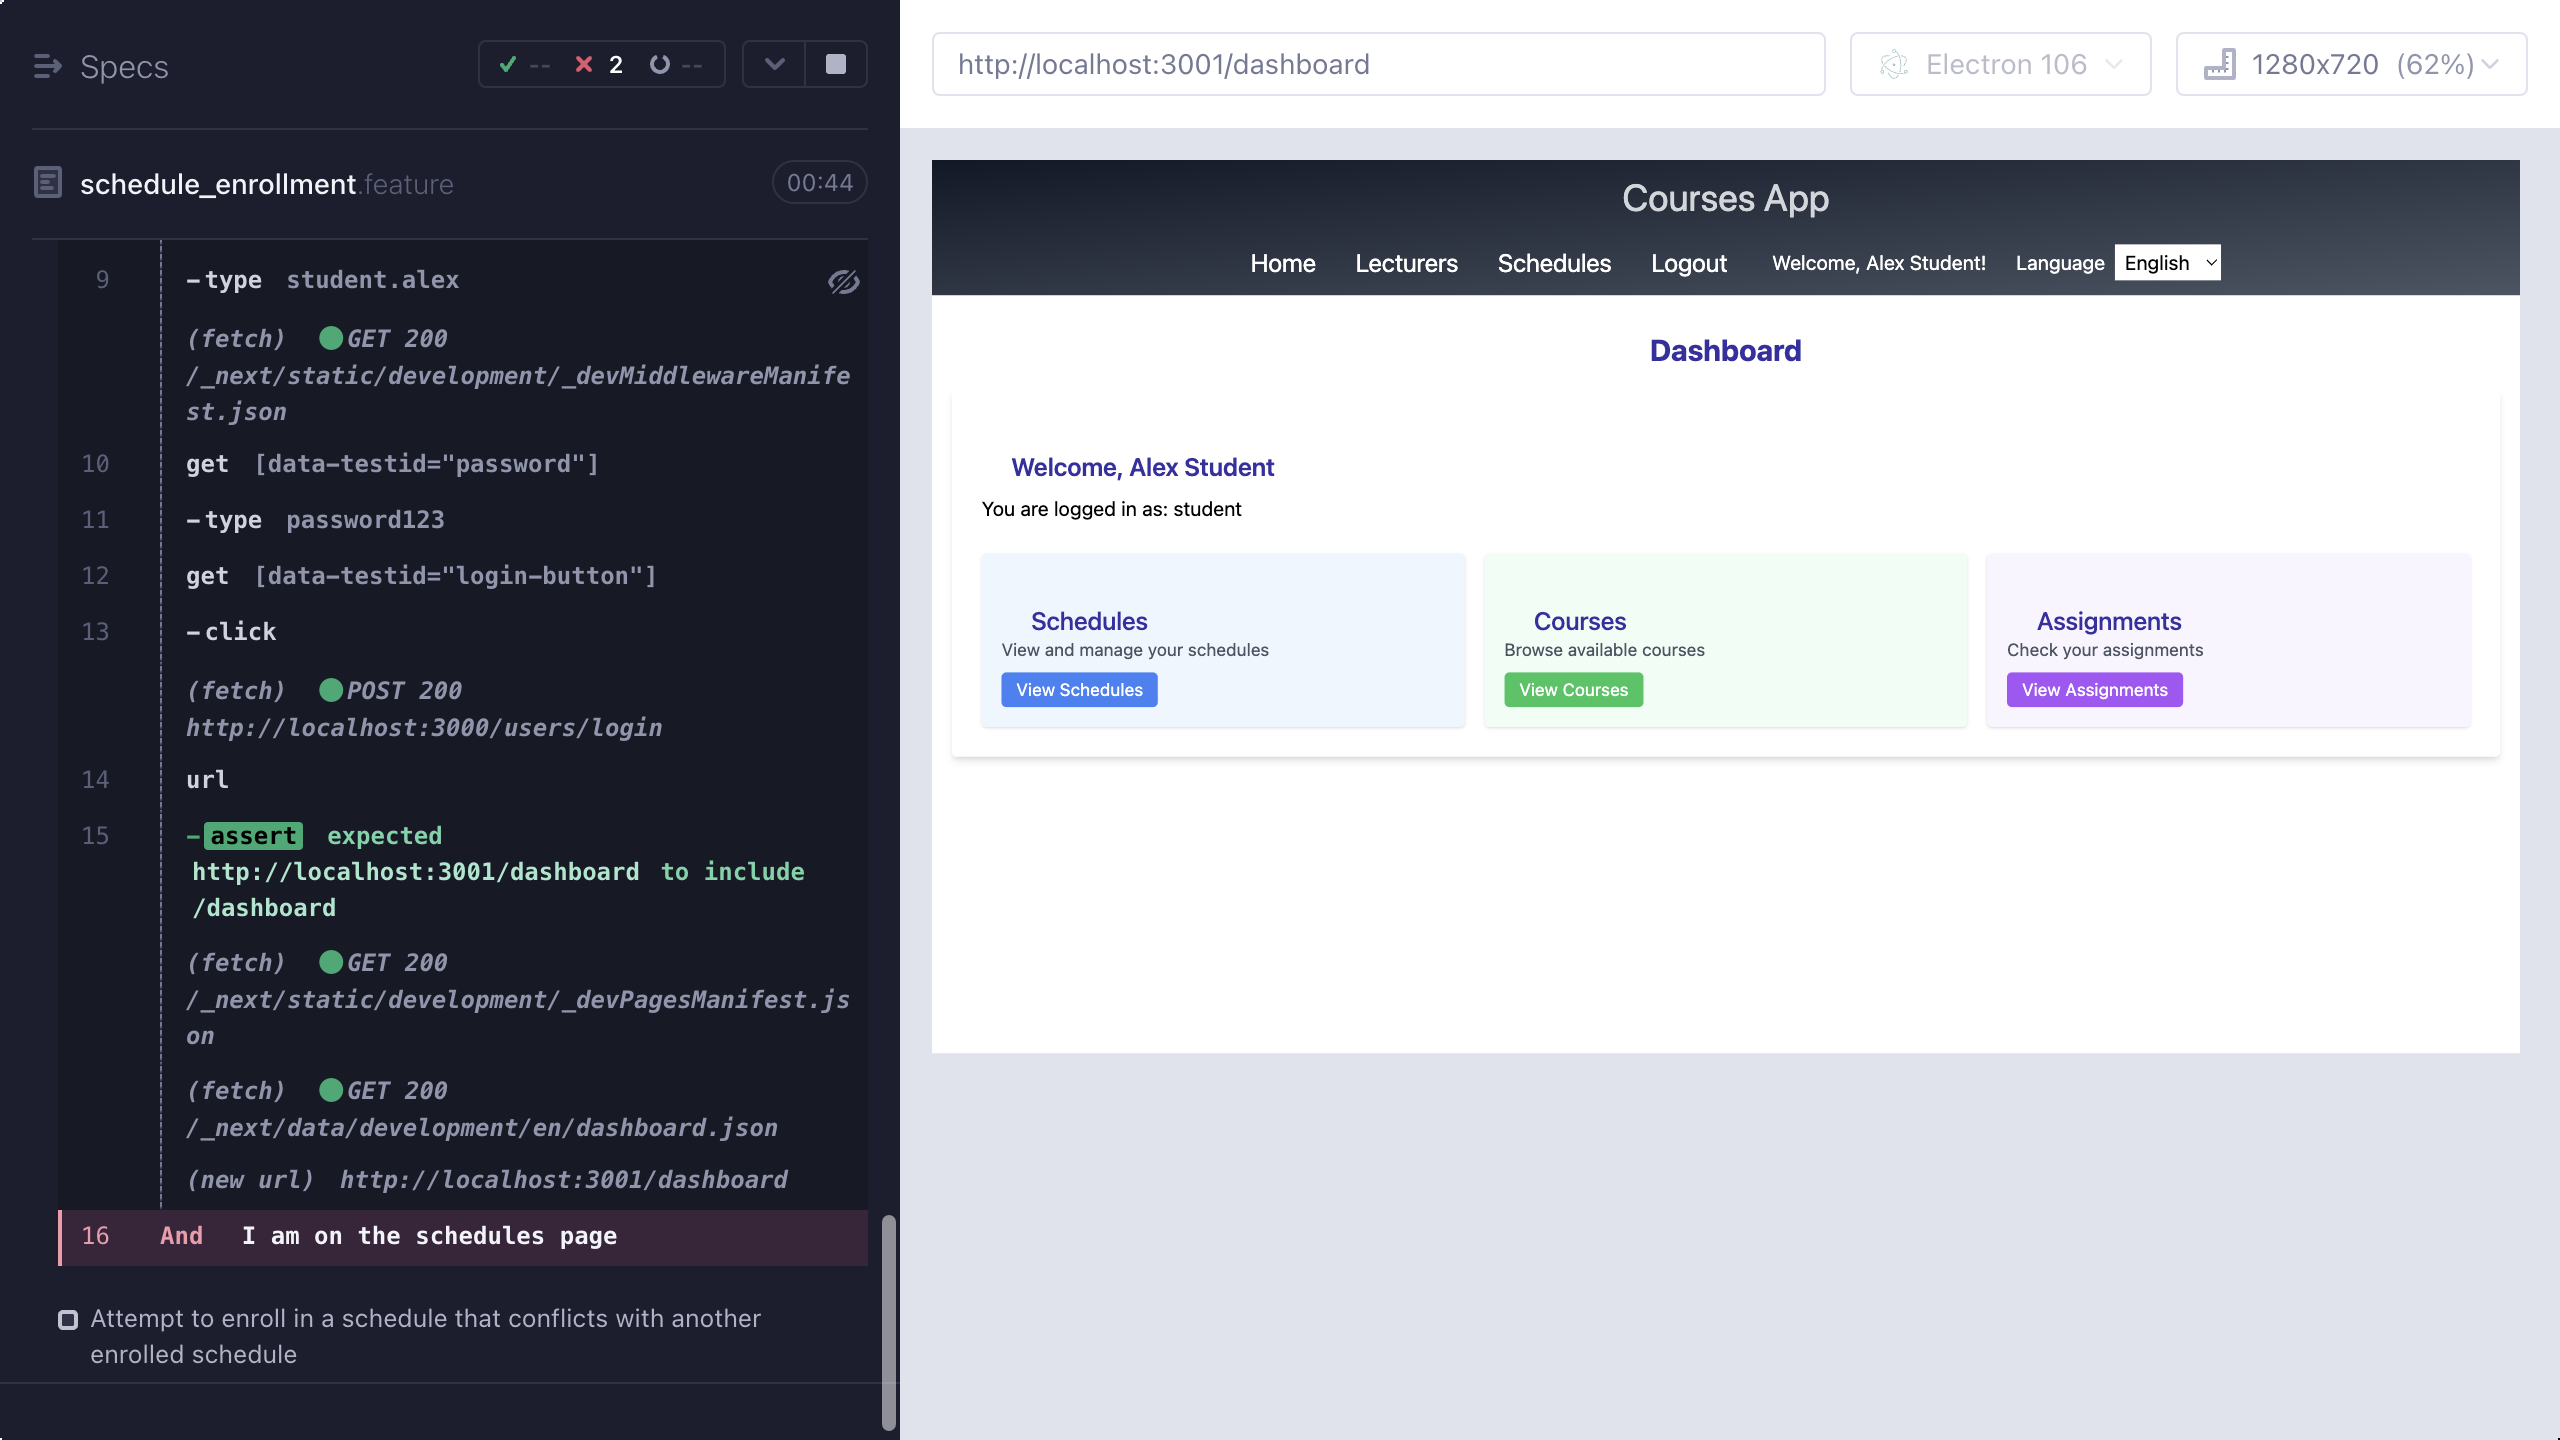 Specs
-- 2 --
schedule_enrollment.feature 00:44
9 -type student.alex
(fetch) GET 200
/_next/static/development/_devMiddlewareManife
st.json
10 get [data-testid="password"]
11 -type password123
12 get [data-testid="login-button"]
13 -click
(fetch) POST 200
http://localhost:3000/users/login
14 url
15 -assert expected
http://localhost:3001/dashboard to include
/dashboard
(fetch) GET 200
/_next/static/development/_devPagesManifest.js
on
(fetch) GET 200
/_next/data/development/en/dashboard.json
(new url) http://localhost:3001/dashboard
16 And I am on the schedules page
Attempt to enroll in a schedule that conflicts with another
enrolled schedule
http://localhost:3001/dashboard Electron 106 1280x720 (62%)
Courses App
Home Lecturers Schedules Logout Welcome, Alex Student! Language English
Dashboard
Welcome, Alex Student
You are logged in as: student
Schedules
View and manage your schedules
View Schedules
Courses
Browse available courses
View Courses
Assignments
Check your assignments
View Assignments